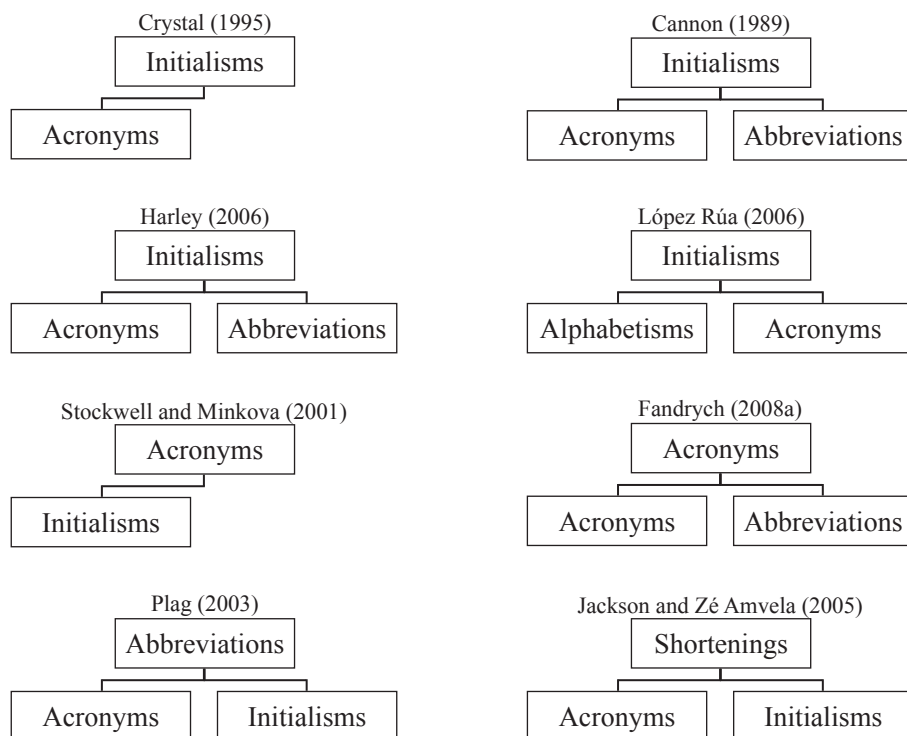 Crystal (1995)
Initialisms
Acronyms
Cannon (1989)
Initialisms
Acronyms Abbreviations
Harley (2006)
Initialisms
Acronyms Abbreviations
López Rúa (2006)
Initialisms
Alphabetisms Acronyms
Stockwell and Minkova (2001)
Acronyms
Initialisms
Fandrych (2008a)
Acronyms
Acronyms Abbreviations
Plag (2003)
Abbreviations
Acronyms Initialisms
Jackson and Zé Amvela (2005)
Shortenings
Acronyms Initialisms